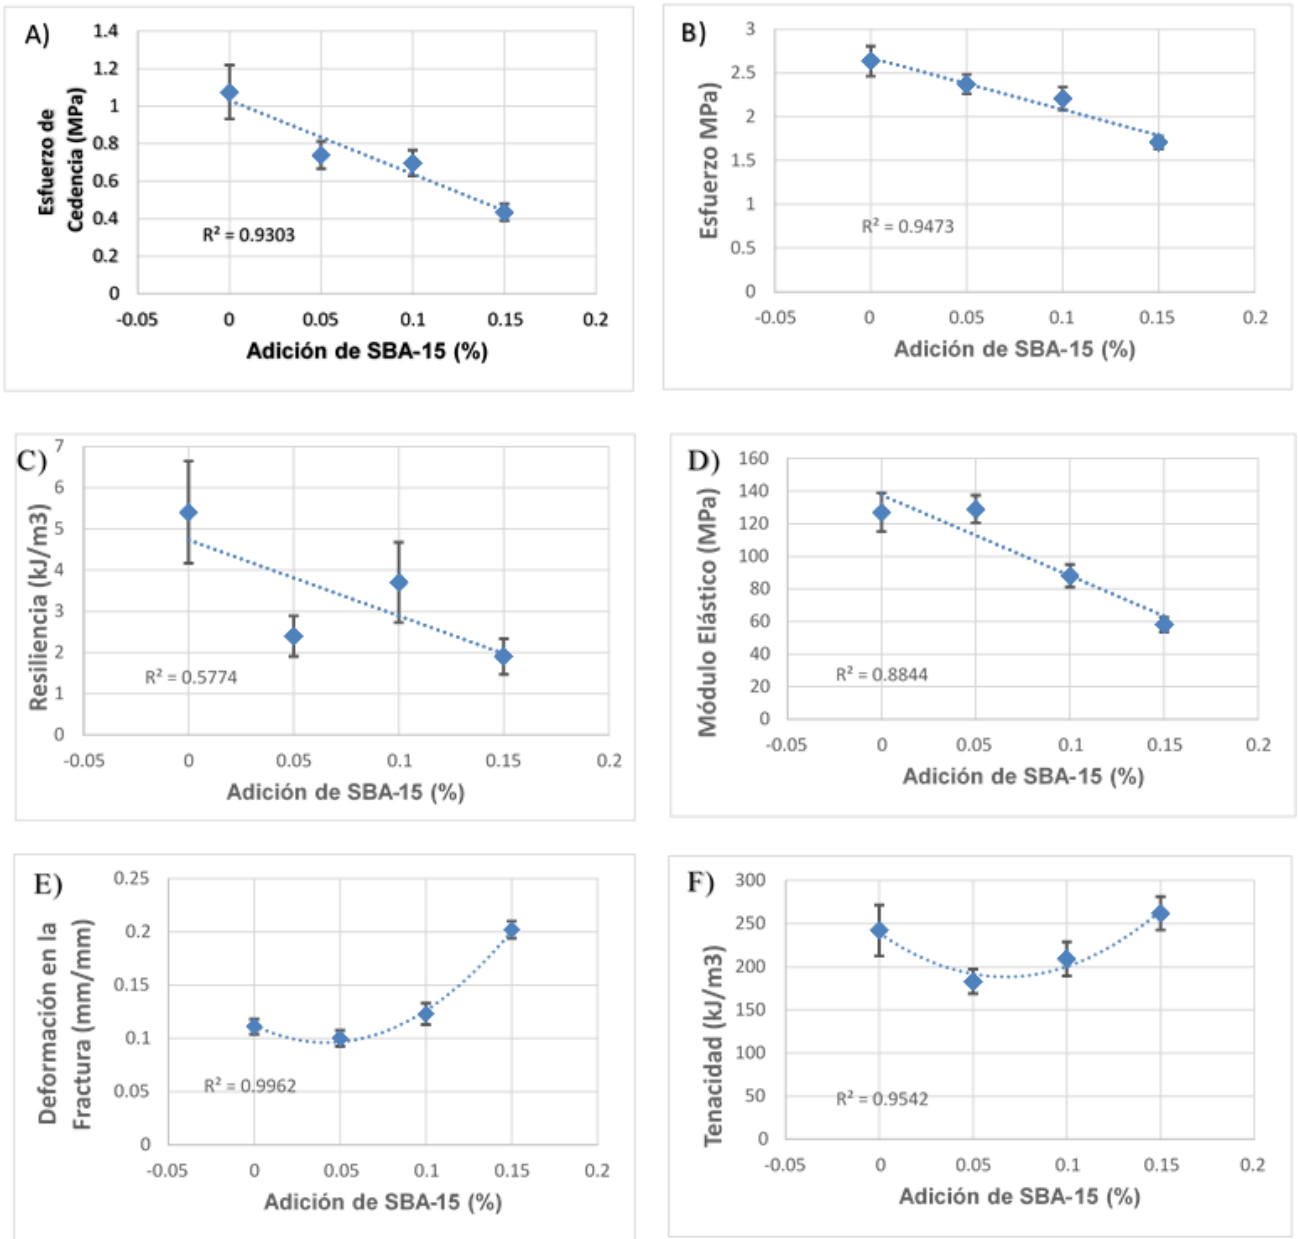 A)
Esfuerzo de
Cedencia (MPa)
1.4
1.2
1
0.8
0.6
0.4
0.2
0
R² = 0.9303
-0.05 0 0.05 0.1 0.15 0.2
Adición de SBA-15 (%)
B)
Esfuerzo MPa)
3
2.5
2
1.5
1
0.5
0
R² = 0.9473
-0.05 0 0.05 0.1 0.15 0.2
Adición de SBA-15 (%)
C)
Resiliencia (kJ/m3)
7
6
5
4
3
2
1
0
R² = 0.5774
-0.05 0 0.05 0.1 0.15 0.2
Adición de SBA-15 (%)
D)
Módulo Elástico (MPa)
160
140
120
100
80
60
40
20
0
R² = 0.8844
-0.05 0 0.05 0.1 0.15 0.2
Adición de SBA-15 (%)
E)
Deformación en la
Fractura (mm/mm)
0.25
0.2
0.15
0.1
0.05
0
R² = 0.9962
-0.05 0 0.05 0.1 0.15 0.2
Adición de SBA-15 (%)
F)
Tenacidad (kJ/m3)
300
250
200
150
100
50
0
R² = 0.9542
-0.05 0 0.05 0.1 0.15 0.2
Adición de SBA-15 (%)